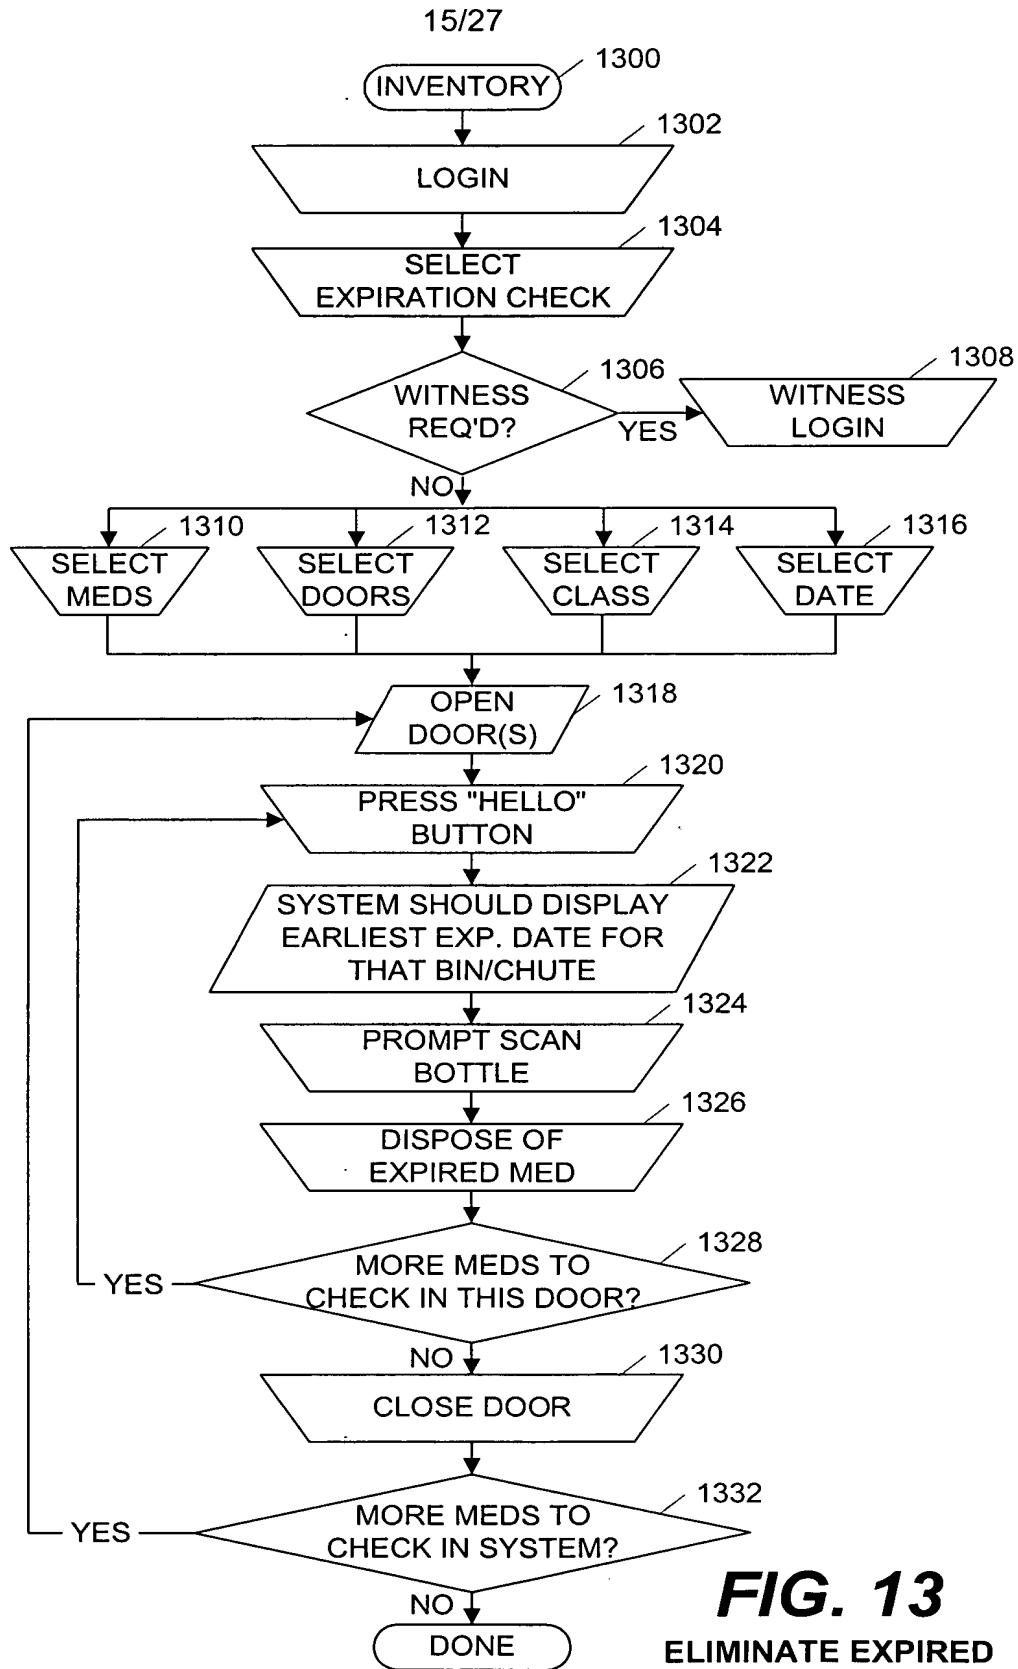 15/27
INVENTORY
1300
1302
LOGIN
1304
SELECT
EXPIRATION CHECK
1306
WITNESS
REQ'D?
YES
1308
WITNESS
LOGIN
NO
1310
SELECT
MEDS
1312
SELECT
DOORS
1314
SELECT
CLASS
1316
SELECT
DATE
OPEN
DOOR(S)
1318
1320
PRESS "HELLO"
BUTTON
1322
SYSTEM SHOULD DISPLAY
EARLIEST EXP. DATE FOR
THAT BIN/CHUTE
1324
PROMPT SCAN
BOTTLE
1326
DISPOSE OF
EXPIRED MED
1328
MORE MEDS TO
CHECK IN THIS DOOR?
YES
NO
1330
CLOSE DOOR
1332
MORE MEDS TO
CHECK IN SYSTEM?
YES
NO
DONE
FIG. 13
ELIMINATE EXPIRED